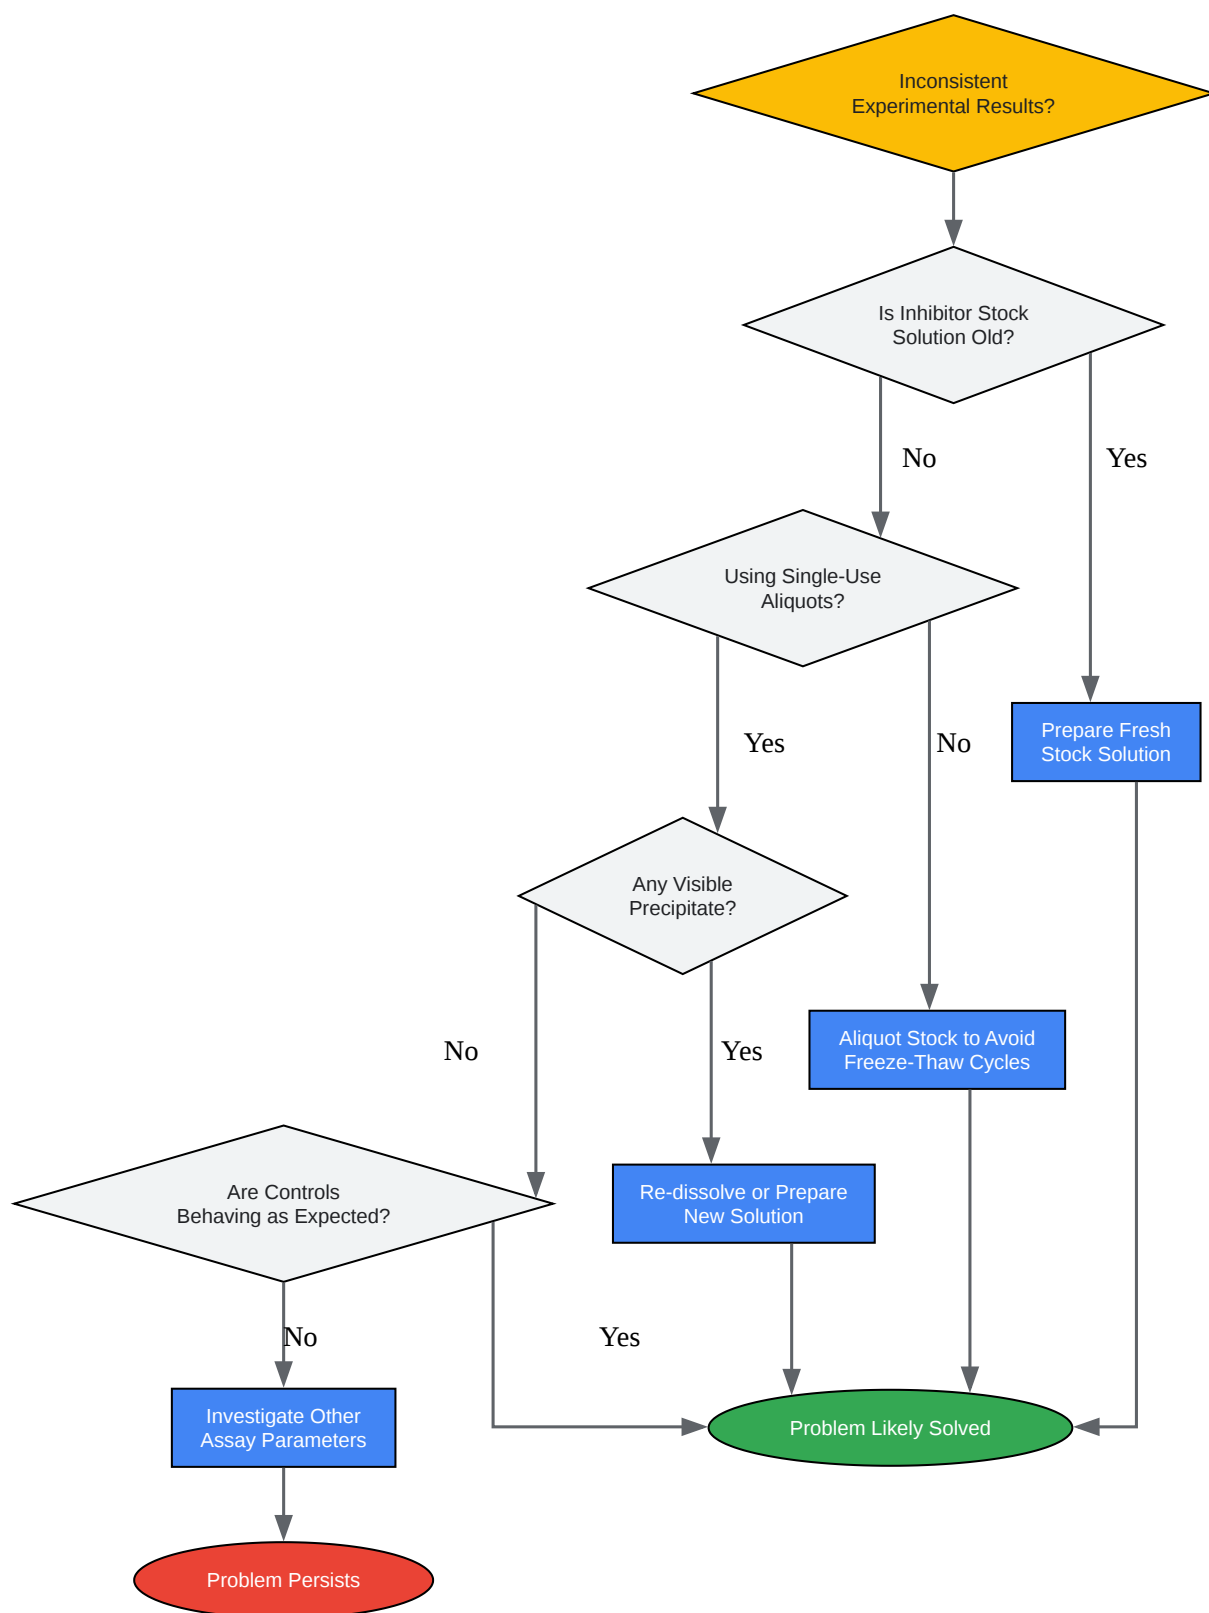 Inconsistent
Experimental Results?
Is Inhibitor Stock
Solution Old?
No
Yes
Using Single-Use
Aliquots?
Prepare Fresh
Stock Solution
Yes
No
Any Visible
Precipitate?
Aliquot Stock to Avoid
Freeze-Thaw Cycles
No
Yes
Are Controls
Behaving as Expected?
Re-dissolve or Prepare
New Solution
No
Yes
Investigate Other
Assay Parameters
Problem Likely Solved
Problem Persists